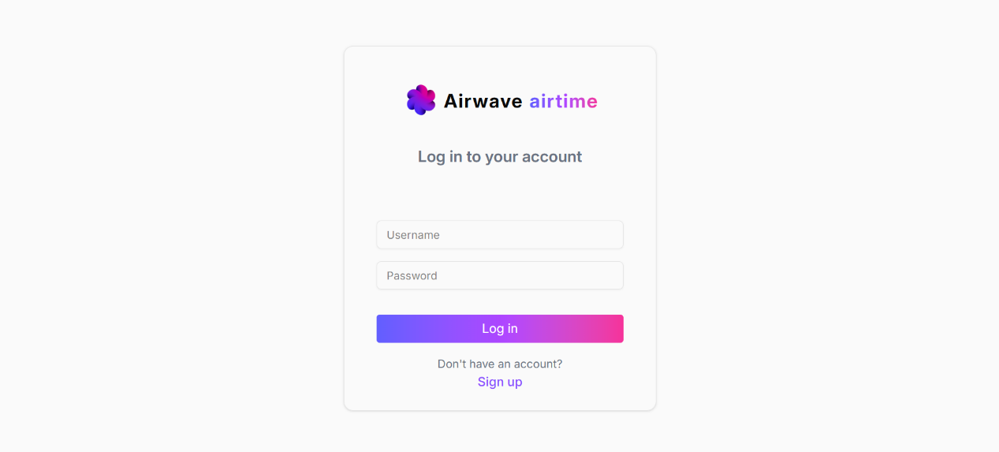 Airwave airtime
Log in to your account
Username
Password
Log in
Don't have an account?
Sign up